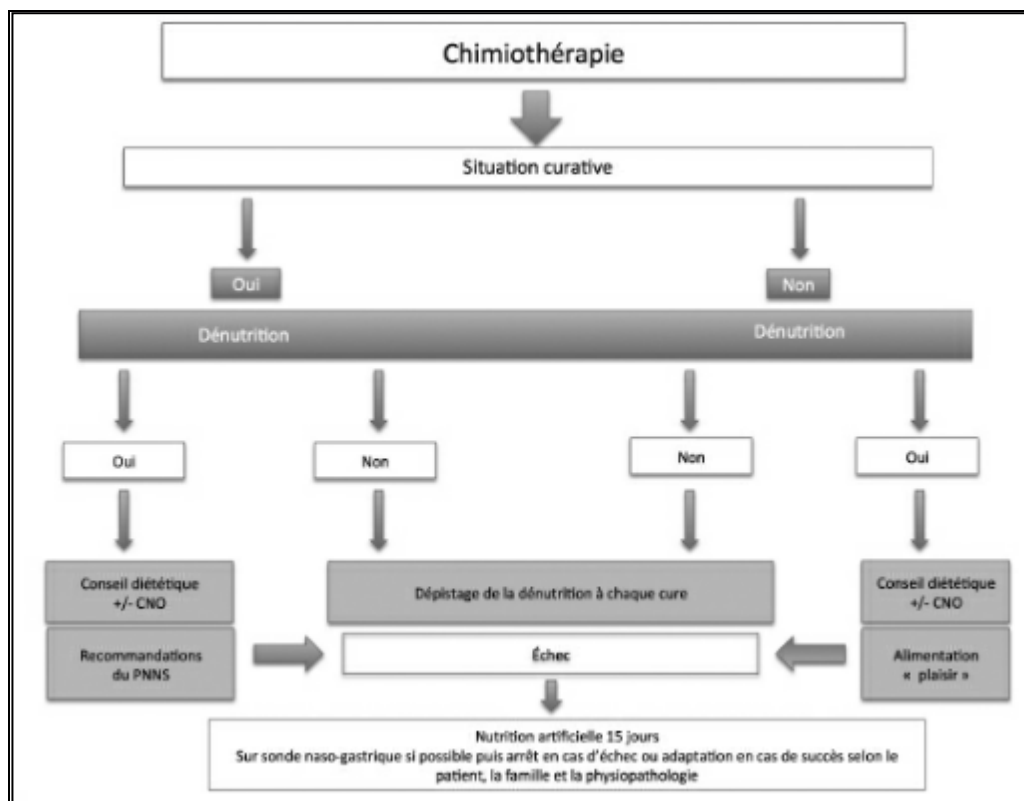 Chimiothérapie
Situation curative
Oui
Non
Dénutrition
Dénutrition
Oui
Non
Non
Oui
Conseil diététique
+/- CNO
Recommandations
du PNNS
Dépistage de la dénutrition à chaque cure
Échec
Conseil diététique
+/- CNO
Alimentation
« plaisir »
Nutrition artificielle 15 jours
Sur sonde naso-gastrique si possible puis arrêt en cas d'échec ou adaptation en cas de succès selon le
patient, la famille et la physiopathologie